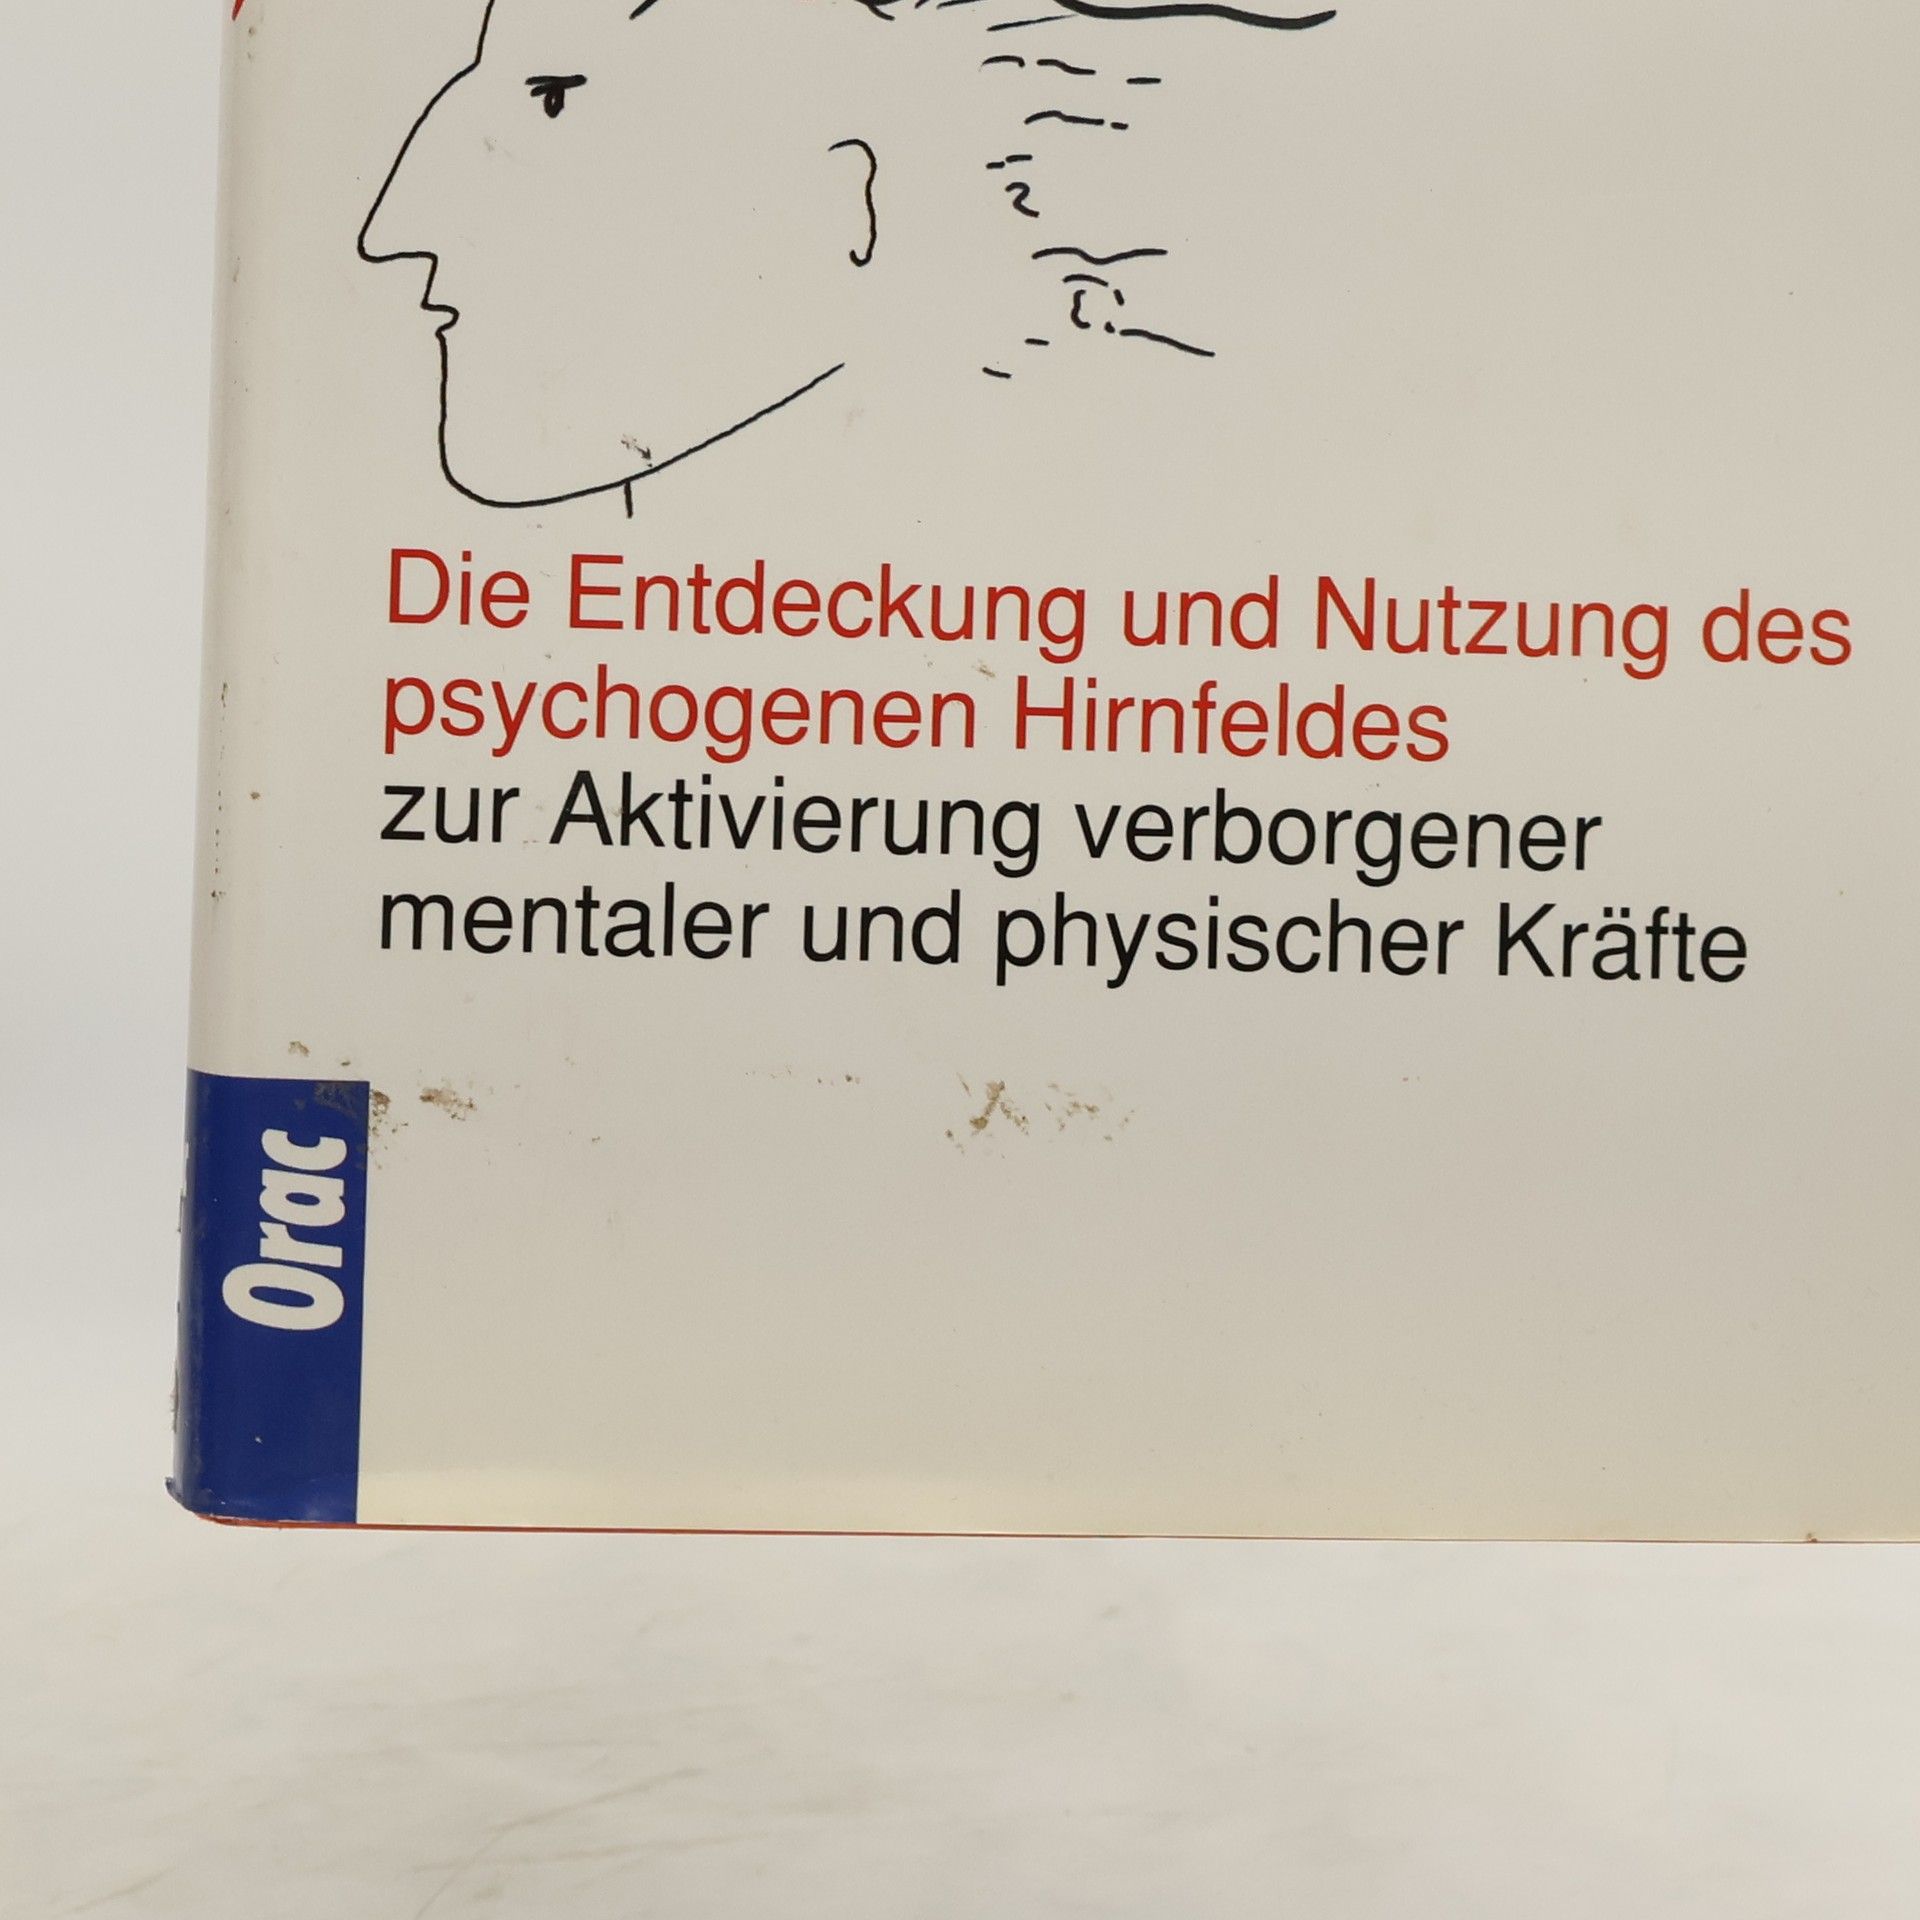 Die Entdeckung und Nutzung des
psychogenen Hirnfeldes
zur Aktivierung verborgener
mentaler und physischer Kräfte
Orac